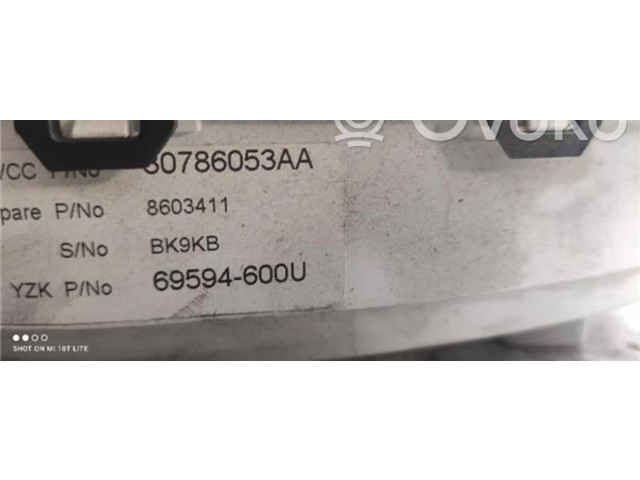 Ovoko
/CC P/No 30786053AA
pare P/No 8603411
S/No BK9KB
YZK P/No 69594-600U
SHOT ON MI 10T LITE